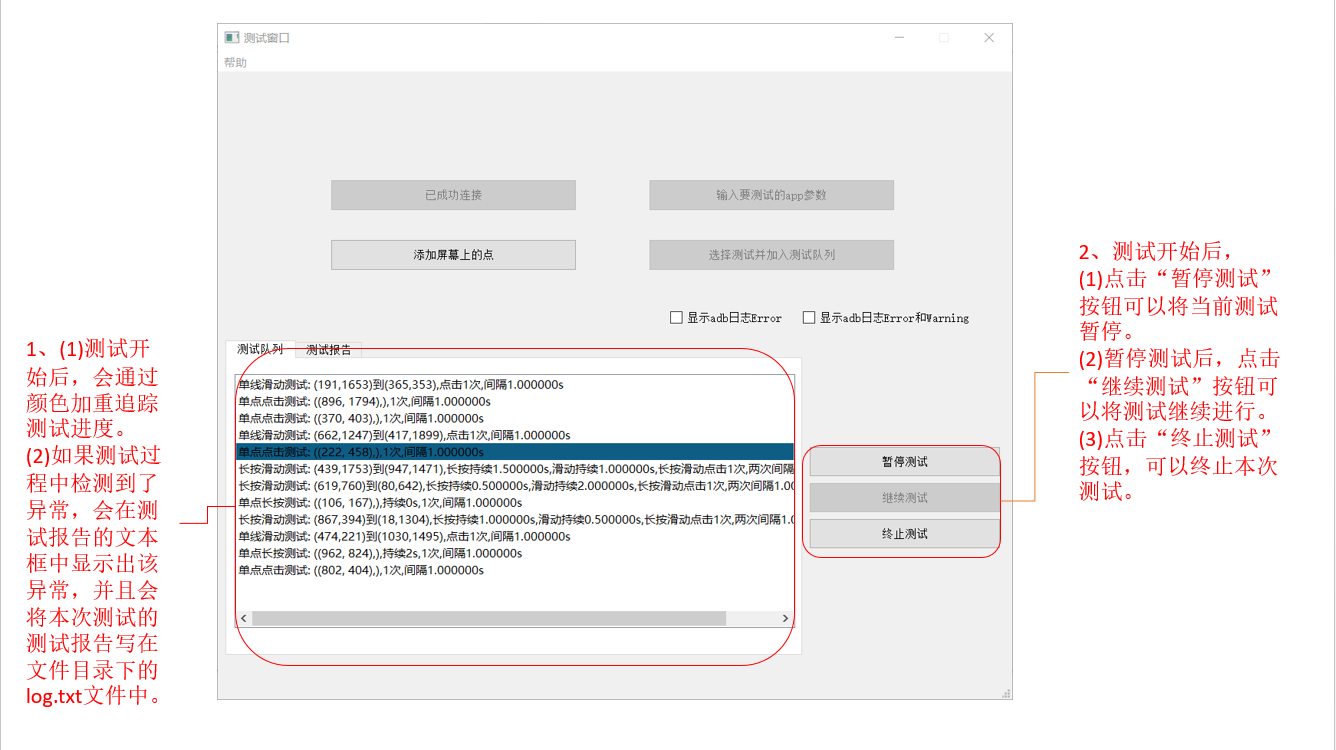 测试窗口
帮助
已成功连接
输入要测试的app参数
添加屏幕上的点
选择测试并加入测试队列
显示adb日志Error
显示adb日志Error和Warning
测试队列
测试报告
单线滑动测试: (191,1653)到(365,353),点击1次,间隔1.000000s
单点点击测试: ((896, 1794),),1次,间隔1.000000s
单点点击测试: ((370, 403),),1次,间隔1.000000s
单线滑动测试: (662,1247)到(417,1899),点击1次,间隔1.000000s
单点点击测试: ((222, 458),),1次,间隔1.000000s
长按滑动测试: (439,1753)到(947,1471),长按持续1.500000s,滑动持续1.000000s,长按滑动点击1次,两次间隔
长按滑动测试: (619,760)到(80,642),长按持续0.500000s,滑动持续2.000000s,长按滑动点击1次,两次间隔1.00
单点长按测试: ((106, 167),),持续0s,1次,间隔1.000000s
长按滑动测试: (867,394)到(18,1304),长按持续1.000000s,滑动持续0.500000s,长按滑动点击1次,两次间隔1.0
单线滑动测试: (474,221)到(1030,1495),点击1次,间隔1.000000s
单点长按测试: ((962, 824),),持续2s,1次,间隔1.000000s
单点点击测试: ((802, 404),),1次,间隔1.000000s
暂停测试
继续测试
终止测试
1、(1)测试开
始后，会通过
颜色加重追踪
测试进度。
(2)如果测试过
程中检测到了
异常，会在测
试报告的文本
框中显示出该
异常，并且会
将本次测试的
测试报告写在
文件目录下的
log.txt文件中。
2、测试开始后，
(1)点击“暂停测试”
按钮可以将当前测试
暂停。
(2)暂停测试后，点击
“继续测试”按钮可
以将测试继续进行。
(3)点击“终止测试”
按钮，可以终止本次
测试。